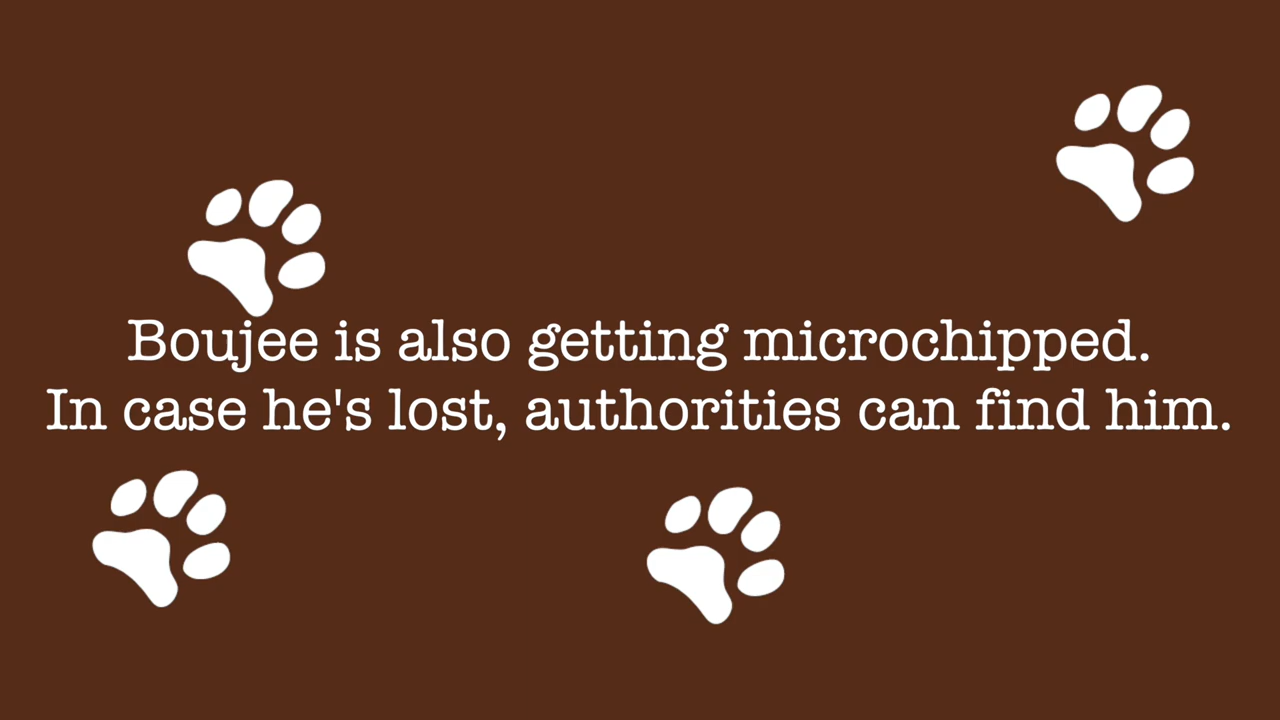 Boujee is also getting microchipped.
In case he's lost, authorities can find him.